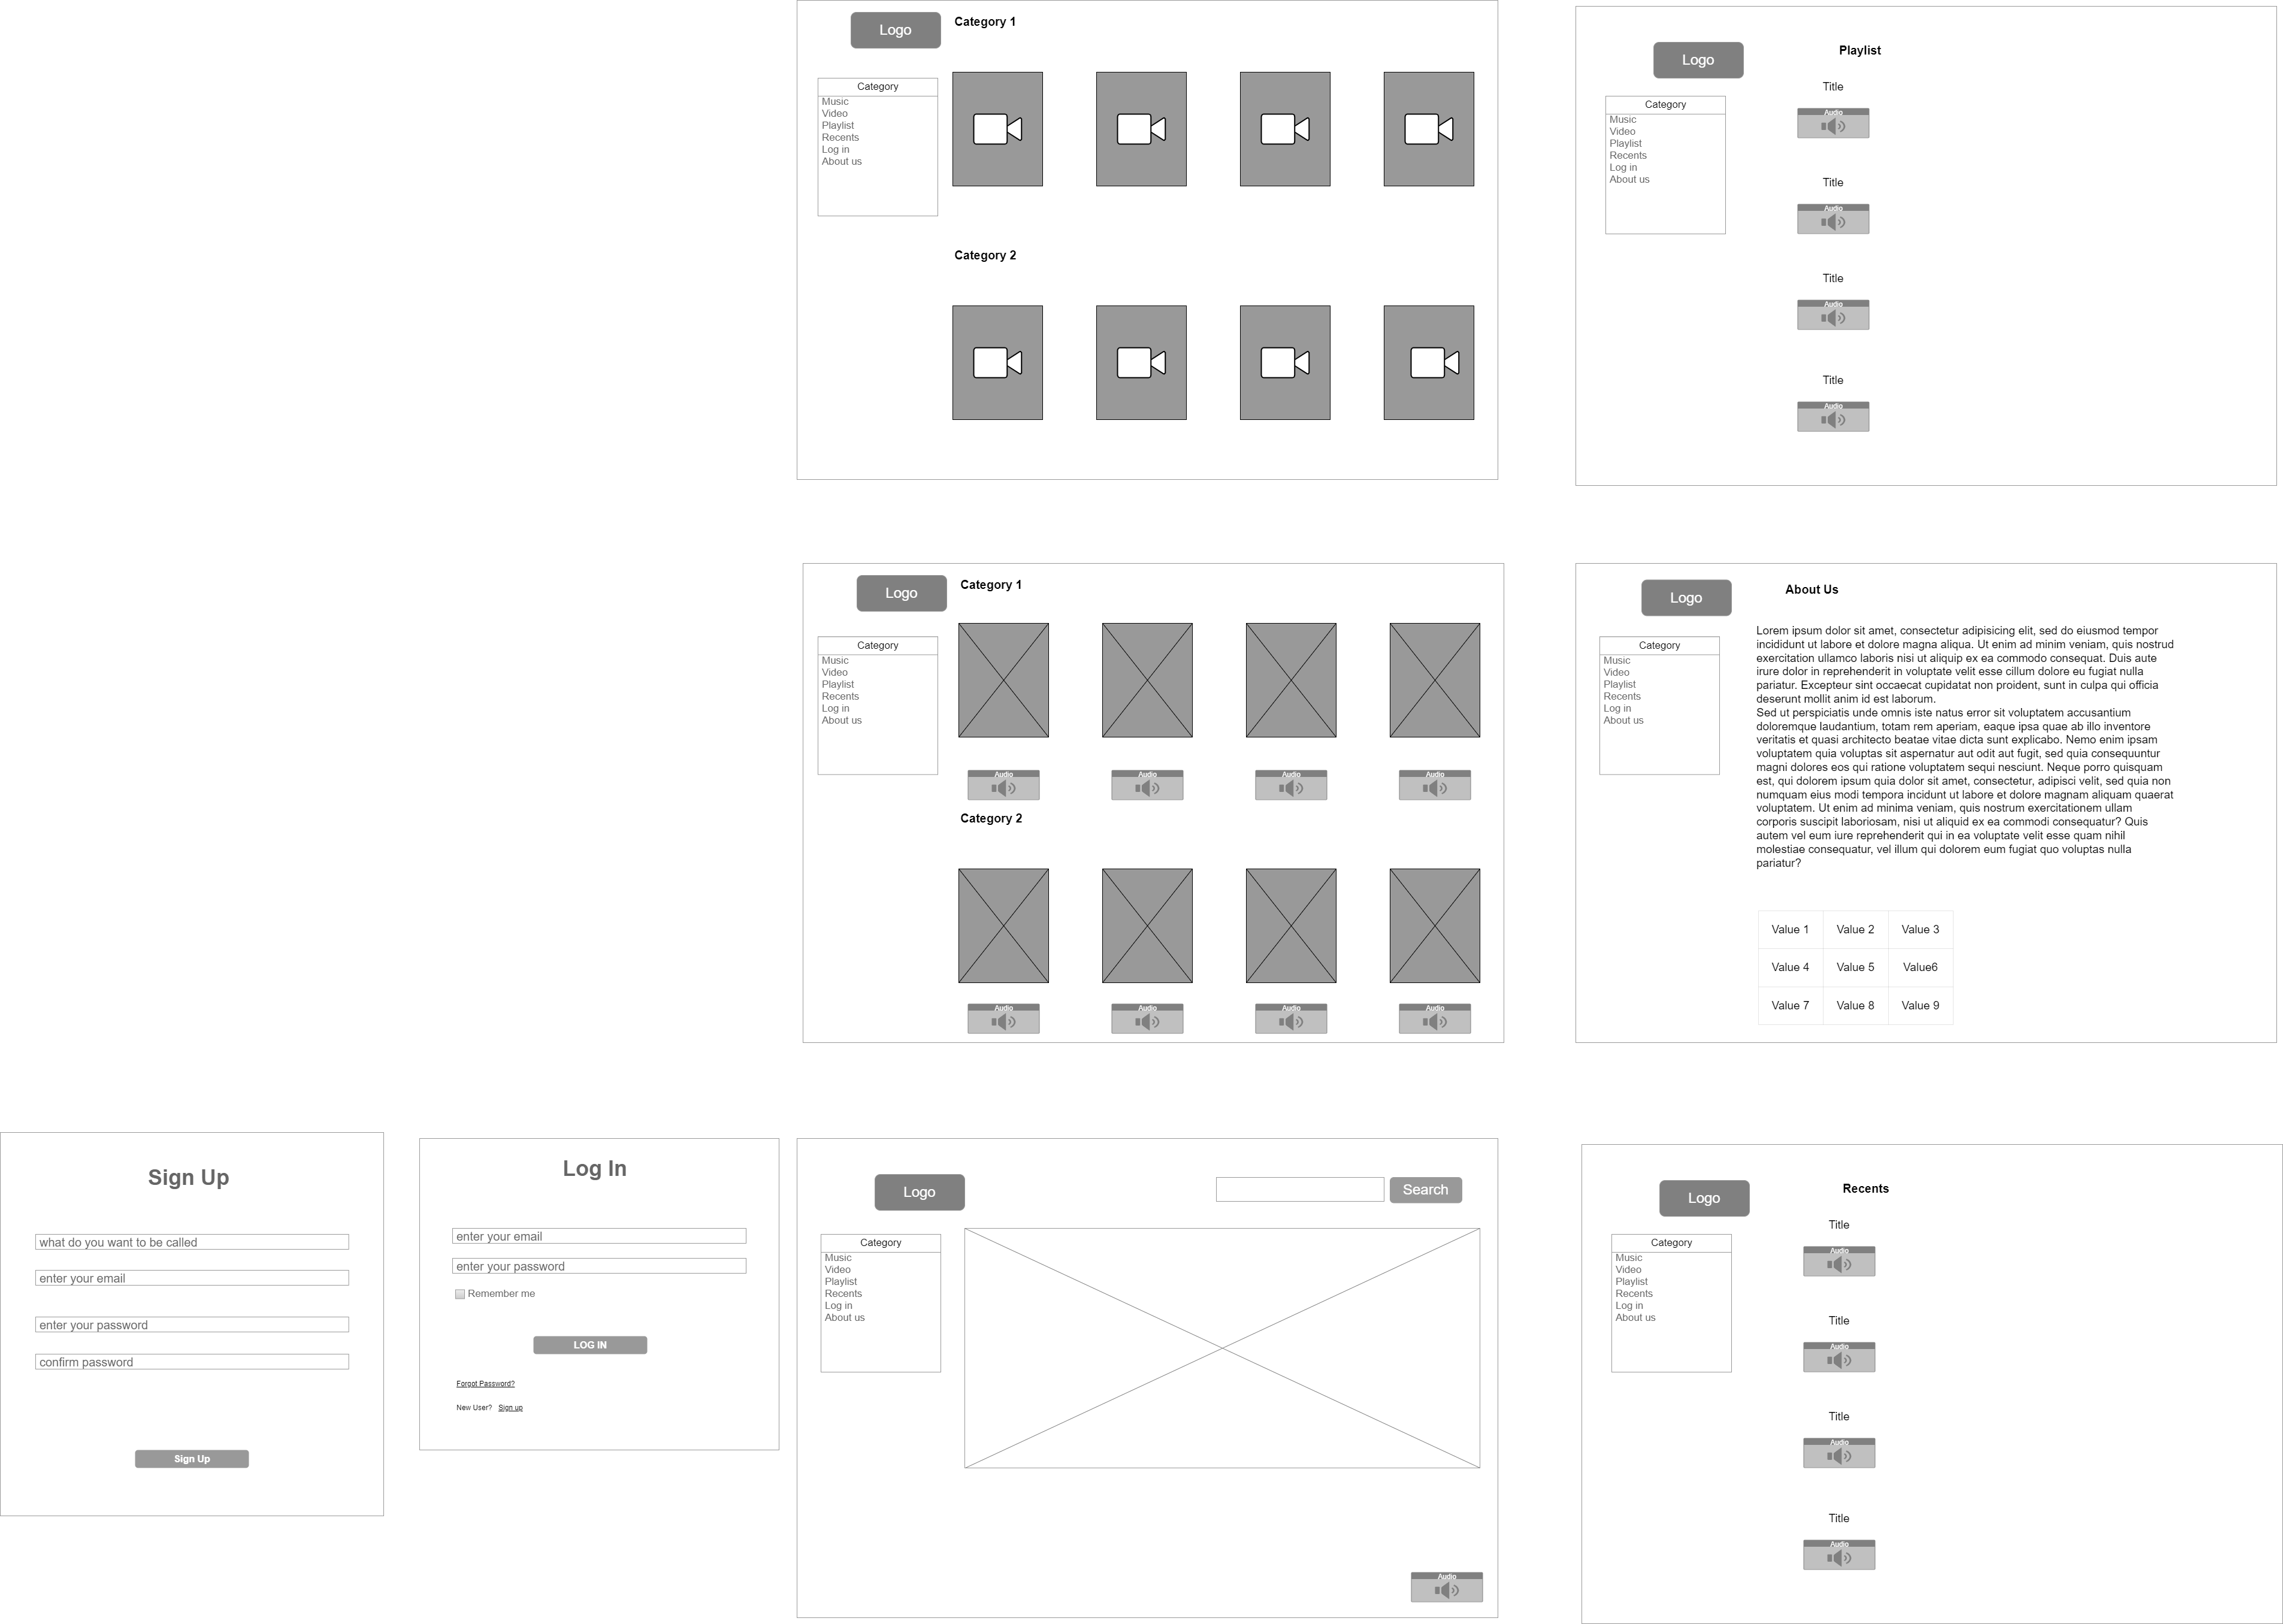 Logo
Category 1
Category
Music
Video
Playlist
Recents
Log in
About us
Category 2
Logo
Playlist
Category
Music
Video
Playlist
Recents
Log in
About us
Title
Audio
Title
Audio
Title
Audio
Title
Audio
Logo
Category 1
Category
Music
Video
Playlist
Recents
Log in
About us
Audio
Audio
Audio
Audio
Category 2
Audio
Audio
Audio
Audio
Logo
About Us
Category
Music
Video
Playlist
Recents
Log in
About us
Lorem ipsum dolor sit amet, consectetur adipisicing elit, sed do eiusmod tempor
incididunt ut labore et dolore magna aliqua. Ut enim ad minim veniam, quis nostrud
exercitation ullamco laboris nisi ut aliquip ex ea commodo consequat. Duis aute
irure dolor in reprehenderit in voluptate velit esse cillum dolore eu fugiat nulla
pariatur. Excepteur sint occaecat cupidatat non proident, sunt in culpa qui officia
deserunt mollit anim id est laborum.
Sed ut perspiciatis unde omnis iste natus error sit voluptatem accusantium
doloremque laudantium, totam rem aperiam, eaque ipsa quae ab illo inventore
veritatis et quasi architecto beatae vitae dicta sunt explicabo. Nemo enim ipsam
voluptatem quia voluptas sit aspernatur aut odit aut fugit, sed quia consequuntur
magni dolores eos qui ratione voluptatem sequi nesciunt. Neque porro quisquam
est, qui dolorem ipsum quia dolor sit amet, consectetur, adipisci velit, sed quia non
numquam eius modi tempora incidunt ut labore et dolore magnam aliquam quaerat
voluptatem. Ut enim ad minima veniam, quis nostrum exercitationem ullam
corporis suscipit laboriosam, nisi ut aliquid ex ea commodi consequatur? Quis
autem vel eum iure reprehenderit qui in ea voluptate velit esse quam nihil
molestiae consequatur, vel illum qui dolorem eum fugiat quo voluptas nulla
pariatur?
Value 1 Value 2 Value 3
Value 4 Value 5 Value6
Value 7 Value 8 Value 9
Sign Up
what do you want to be called
enter your email
enter your password
confirm password
Sign Up
Log In
enter your email
enter your password
Remember me
LOG IN
Forgot Password?
New User? Sign up
Logo
Search
Category
Music
Video
Playlist
Recents
Log in
About us
Audio
Logo
Recents
Category
Music
Video
Playlist
Recents
Log in
About us
Title
Audio
Title
Audio
Title
Audio
Title
Audio